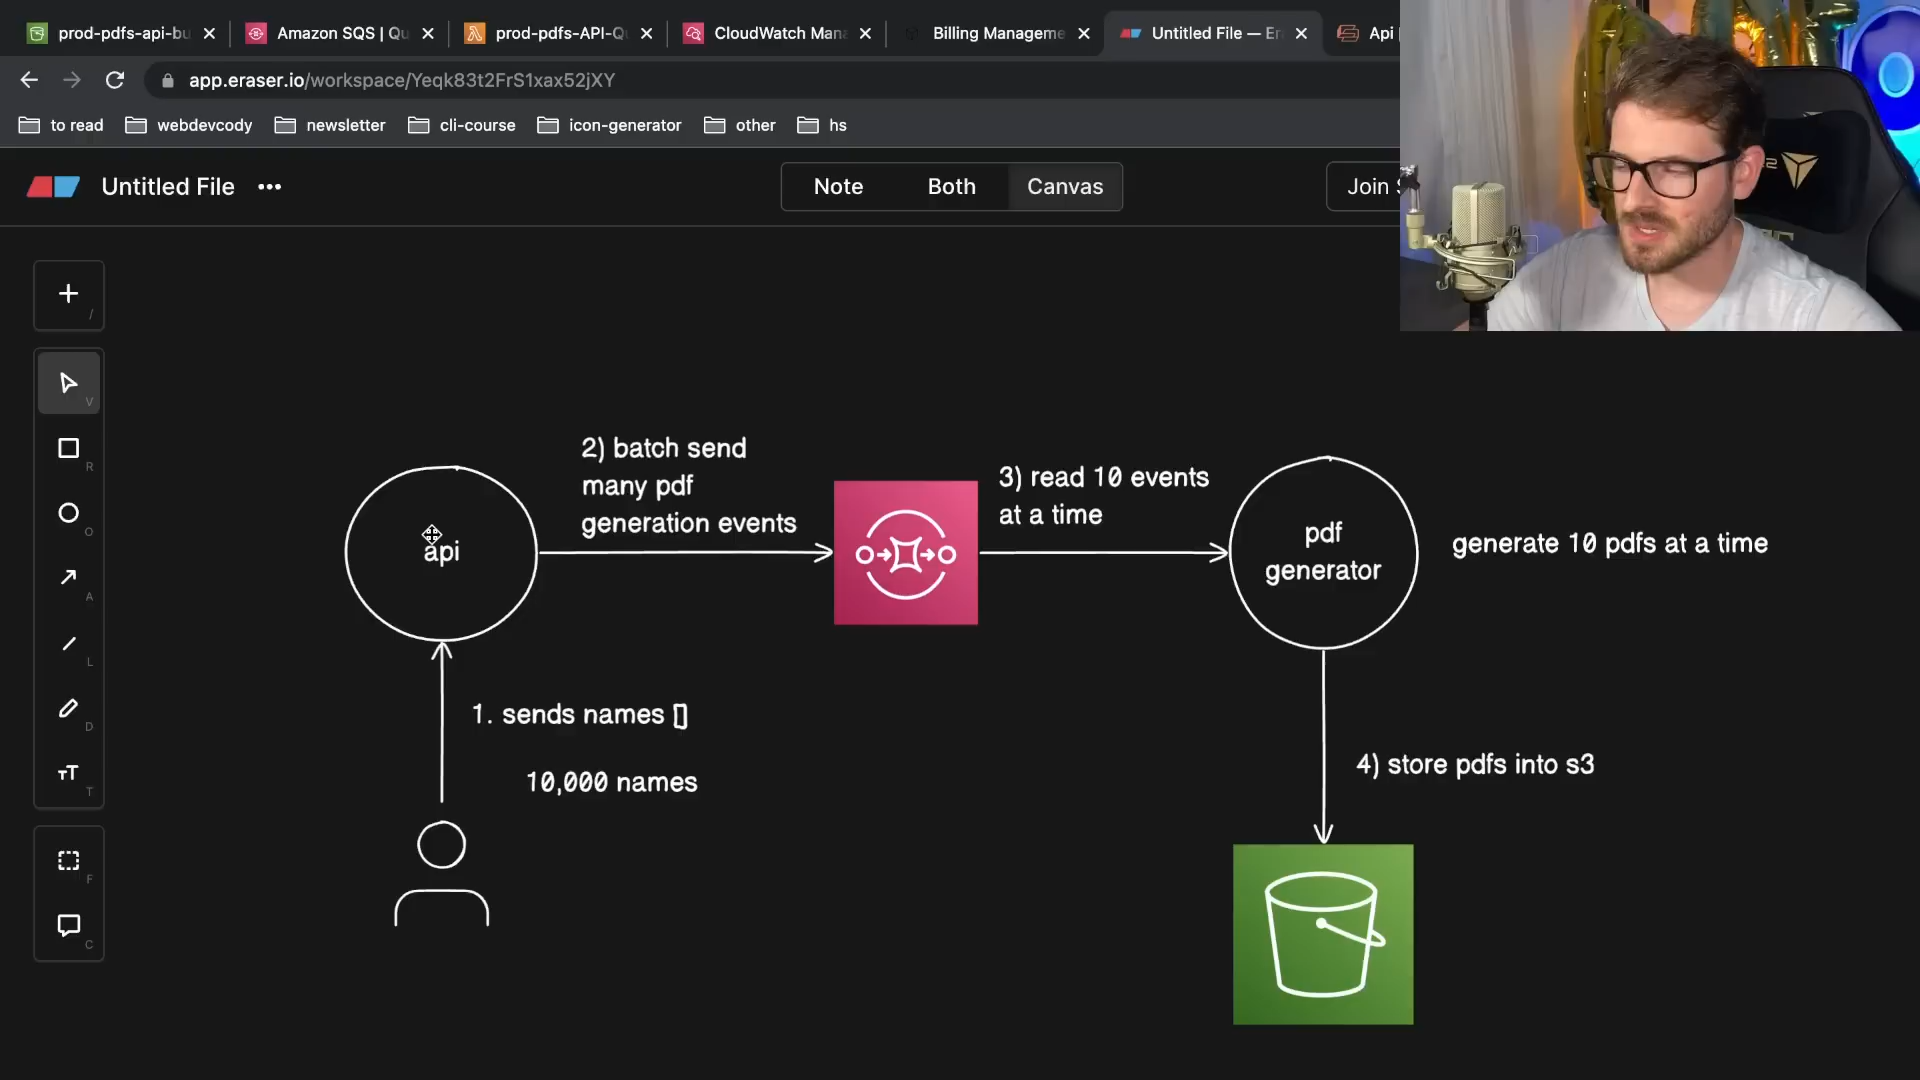 prod-pdfs-api-bu
Amazon SQS | Qu
prod-pdfs-API-Qu
CloudWatch Mana
Billing Manageme
Untitled File — Er
Api
app.eraser.io/workspace/Yeqk83t2FrS1xax52jXY
to read
webdevcody
newsletter
cli-course
icon-generator
other
hs
Untitled File
Note
Both
Canvas
Join
/
V
R
O
A
L
D
T
F
C
2) batch send
many pdf
generation events
3) read 10 events
at a time
api
pdf
generator
generate 10 pdfs at a time
1. sends names []
10,000 names
4) store pdfs into s3